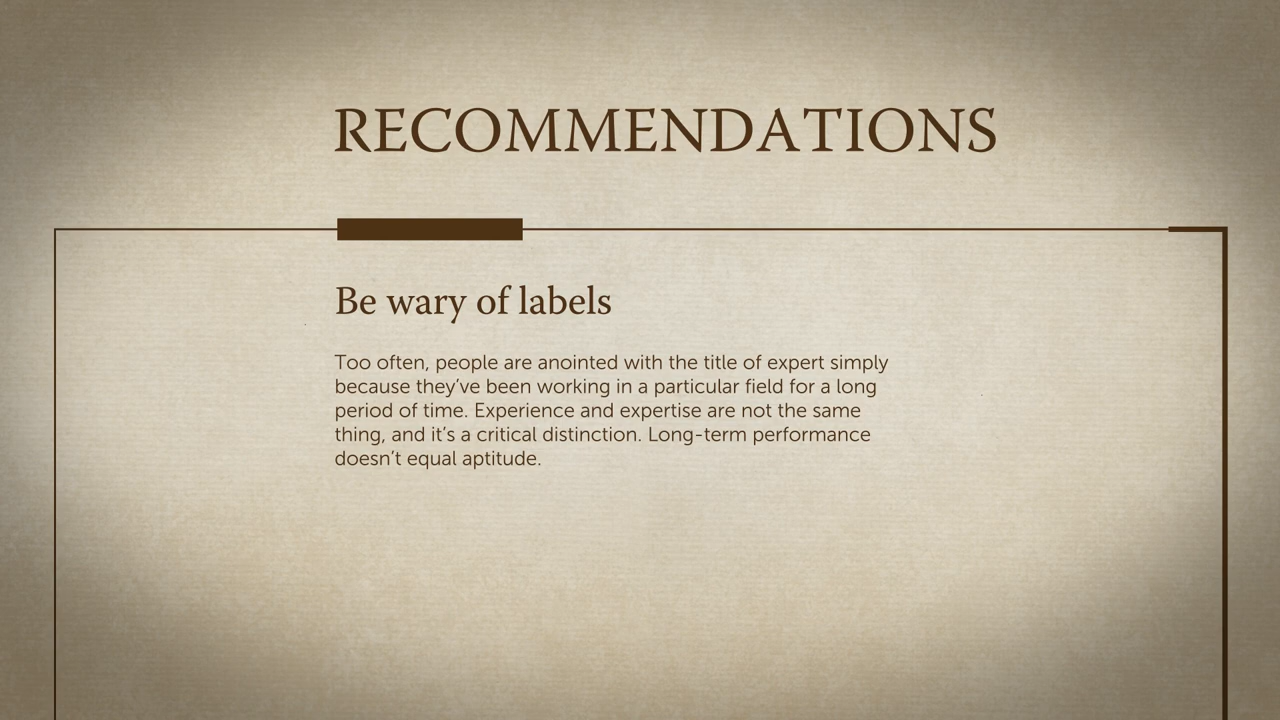 RECOMMENDATIONS
Be wary of labels
Too often, people are anointed with the title of expert simply
because they’ve been working in a particular field for a long
period of time. Experience and expertise are not the same
thing, and it’s a critical distinction. Long-term performance
doesn’t equal aptitude.